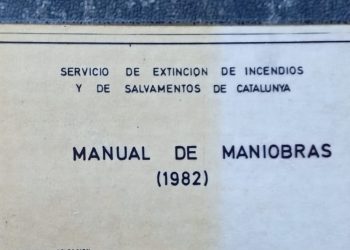 SERVICIO DE EXTINCION DE INCENDIOS
Y DE SALVAMENTOS DE CATALUNYA
MANUAL DE MANIOBRAS
(1982)